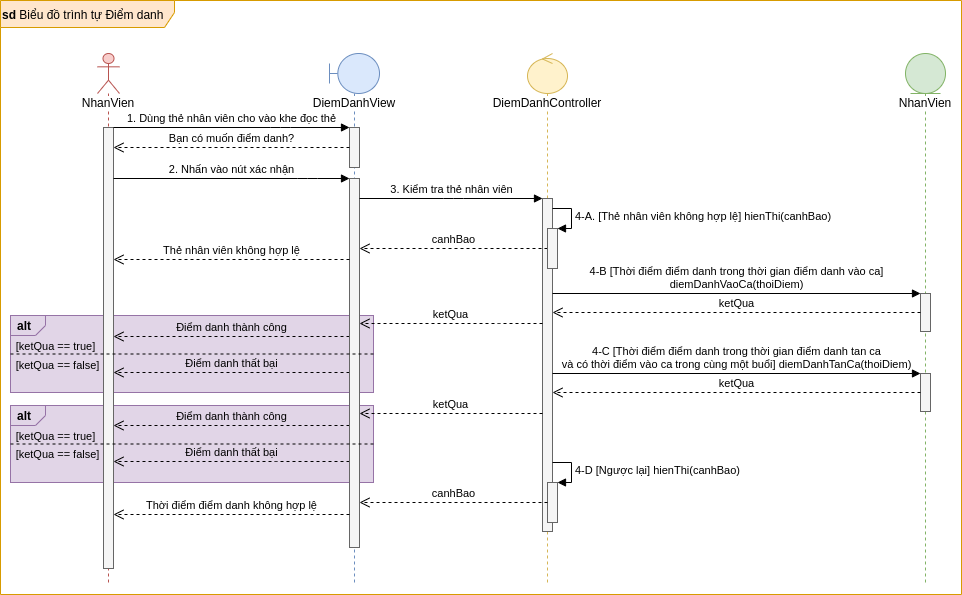 sd Biểu đồ trình tự Điểm danh
NhanVien
DiemDanhView
DiemDanhController
NhanVien
1. Dùng thẻ nhân viên cho vào khe đọc thẻ
Bạn có muốn điểm danh?
2. Nhấn vào nút xác nhận
3. Kiểm tra thẻ nhân viên
4-A. [Thẻ nhân viên không hợp lệ] hienThi(canhBao)
canhBao
Thẻ nhân viên không hợp lê
4-B [Thời điểm điểm danh trong thời gian điểm danh vào ca]
diemDanhVaoCa(thoiDiem)
ketQua
ketQua
alt
Điểm danh thành công
[ketQua == true]
[ketQua == false]
Điểm danh thất bại
4-C [Thời điểm điểm danh trong thời gian điểm danh tan ca
và có thời điểm vào ca trong cùng một buổi] diemDanhTanCa(thoiDiem)
ketQua
ketQua
alt
Điểm danh thành công
[ketQua == true]
[ketQua == false]
Điểm danh thất bại
4-D [Ngược lại] hienThi(canhBao)
canhBao
Thời điểm điểm danh không hợp lệ